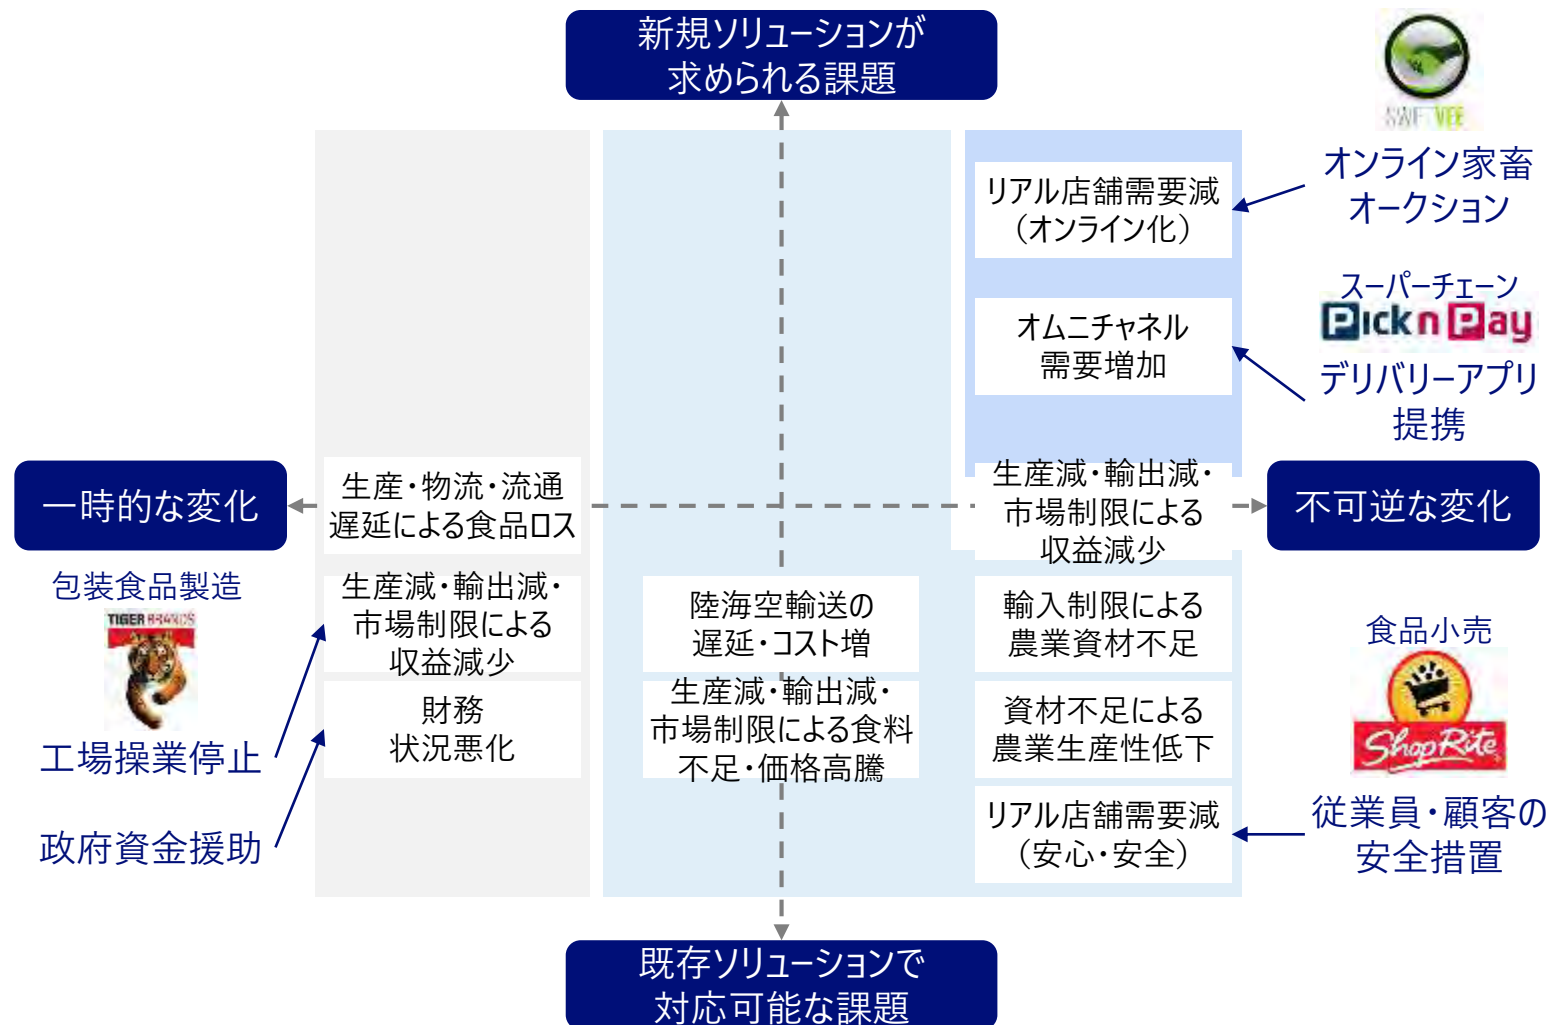 新規ソリューションが
求められる課題
SWIFTVEE
オンライン家畜
オークション
リアル店舗需要減
（オンライン化）
スーパーチェーン
Pick n Pay
デリバリーアプリ
提携
オムニチャネル
需要増加
一時的な変化
生産・物流・流通
遅延による食品ロス
生産減・輸出減・
市場制限による
収益減少
不可逆な変化
包装食品製造
TIGER BRANDS
工場操業停止
政府資金援助
生産減・輸出減・
市場制限による
収益減少
財務
状況悪化
陸海空輸送の
遅延・コスト増
生産減・輸出減・
市場制限による食料
不足・価格高騰
輸入制限による
農業資材不足
資材不足による
農業生産性低下
リアル店舗需要減
（安心・安全）
食品小売
ShopRite
従業員・顧客の
安全措置
既存ソリューションで
対応可能な課題